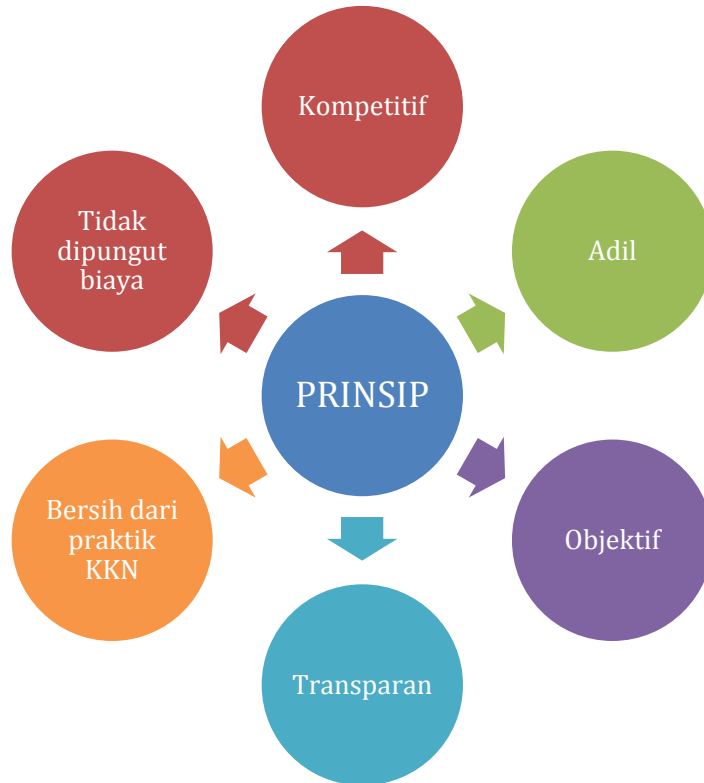 Kompetitif
Tidak
dipungut
biaya
Adil
PRINSIP
Bersih dari
praktik
KKN
Objektif
Transparan